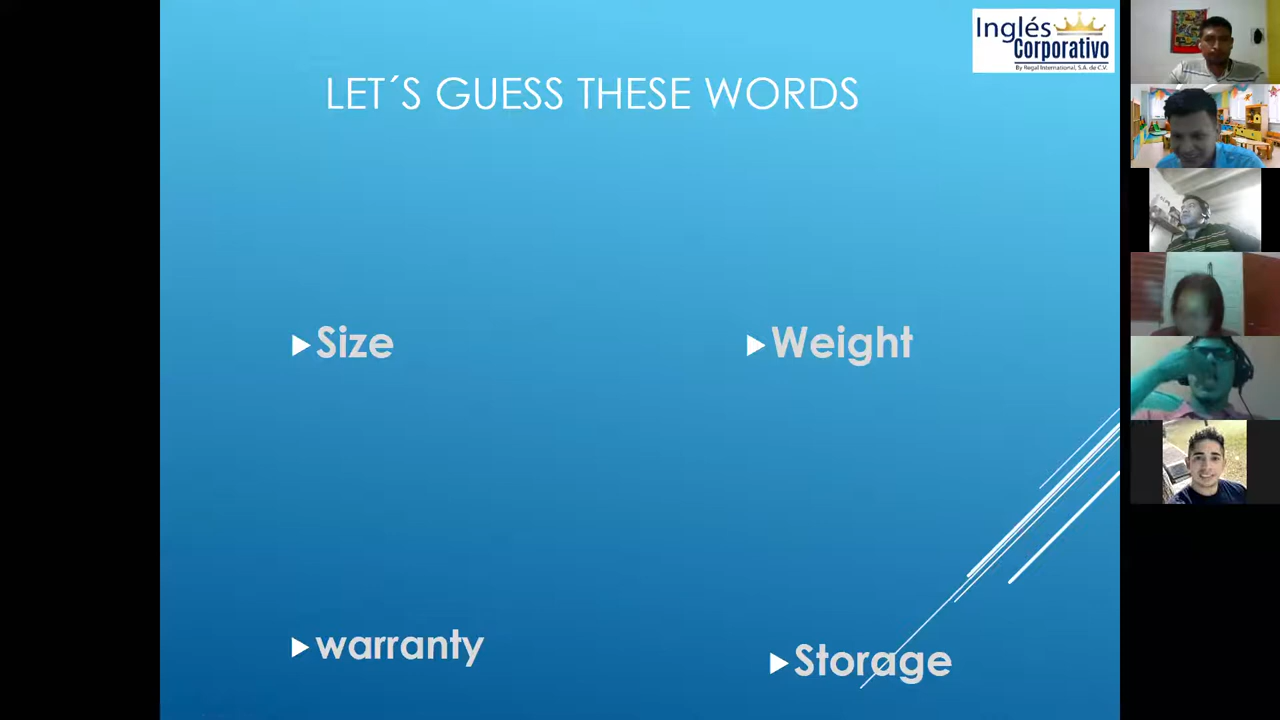 Inglés
Corporativo
By Regal International, S.A. de C.V.
LET´S GUESS THESE WORDS
Size
Weight
warranty
Storage